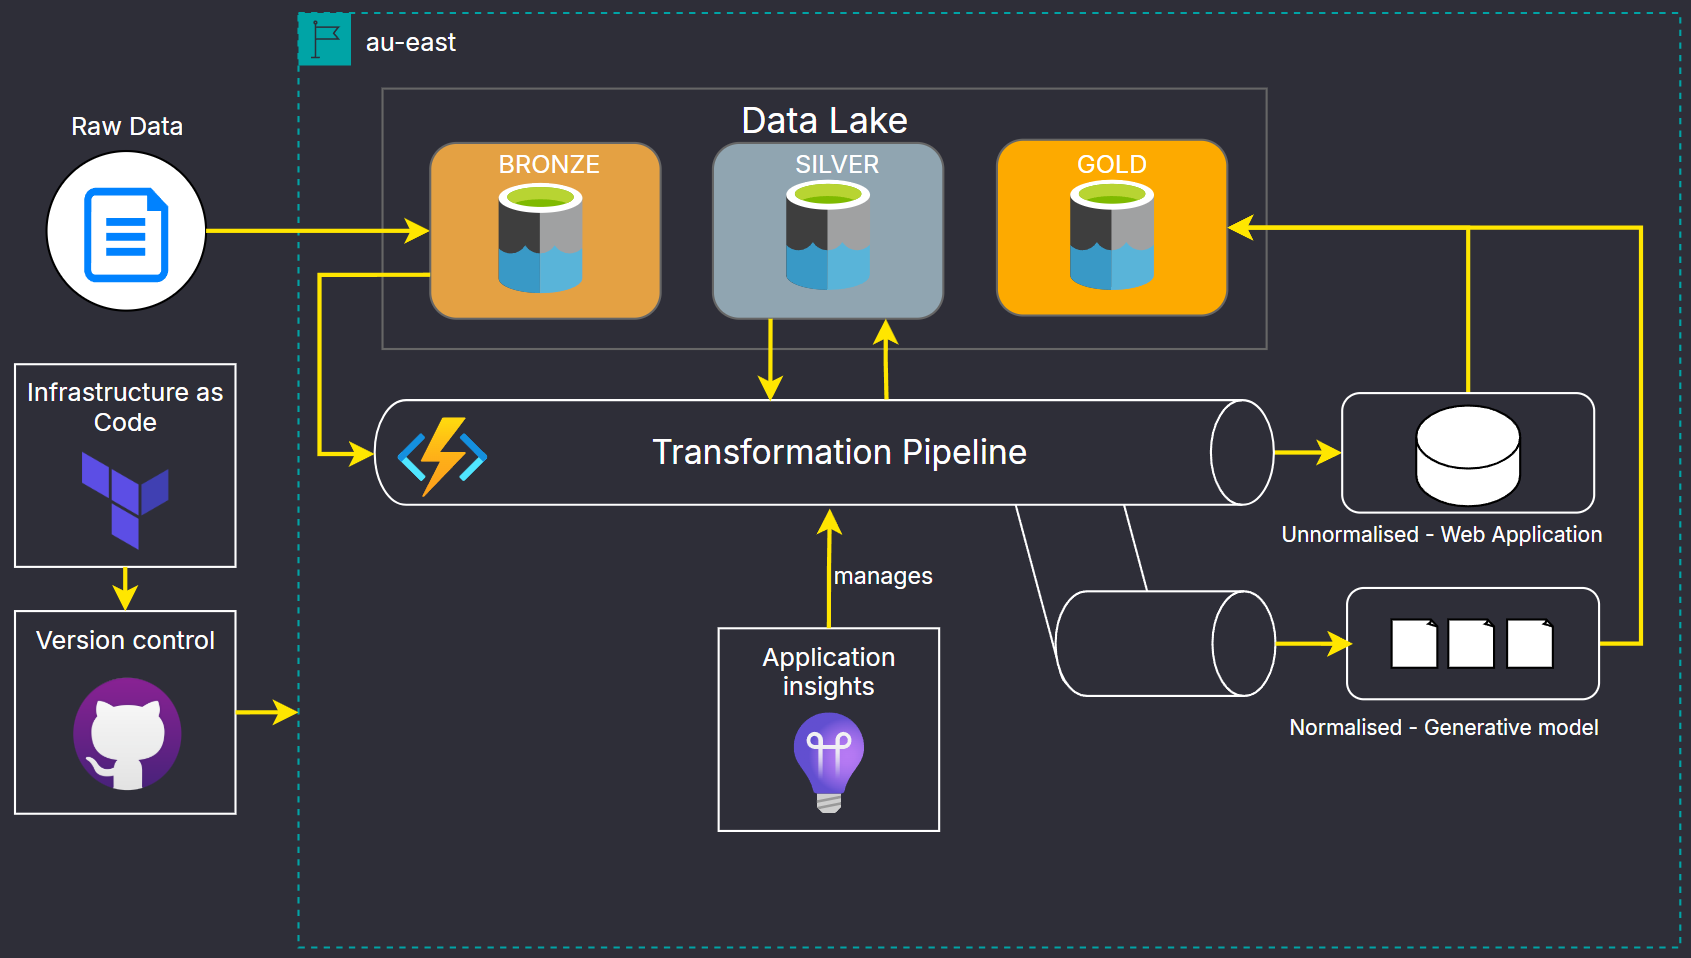 au-east
Raw Data
Data Lake
BRONZE
SILVER
GOLD
Infrastructure as
Code
Transformation Pipeline
Unnormalised - Web Application
manages
Version control
Application
insights
Normalised - Generative model